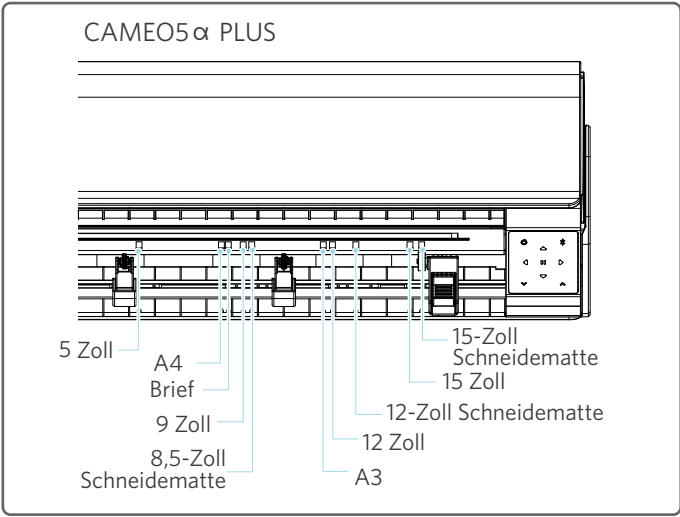 CAMEO5α PLUS
5 Zoll
A4
Brief
9 Zoll
8,5-Zoll
Schneidematte
A3
12 Zoll
12-Zoll Schneidematte
15 Zoll
15-Zoll
Schneidematte